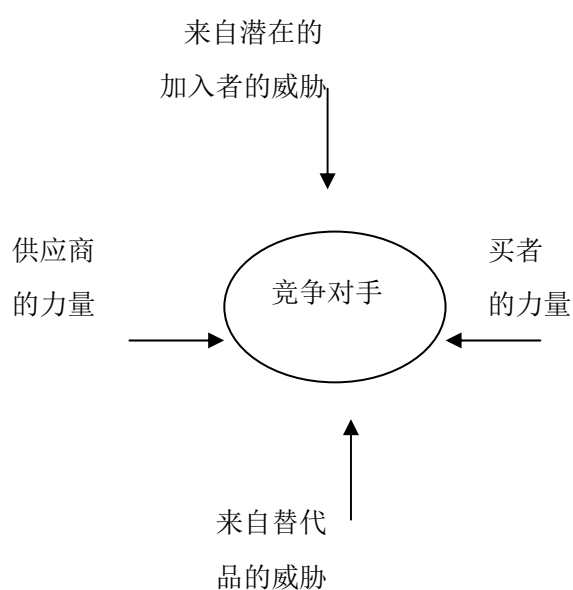 来自潜在的
加入者的威胁
供应商
的力量
竞争对手
买者
的力量
来自替代
品的威胁